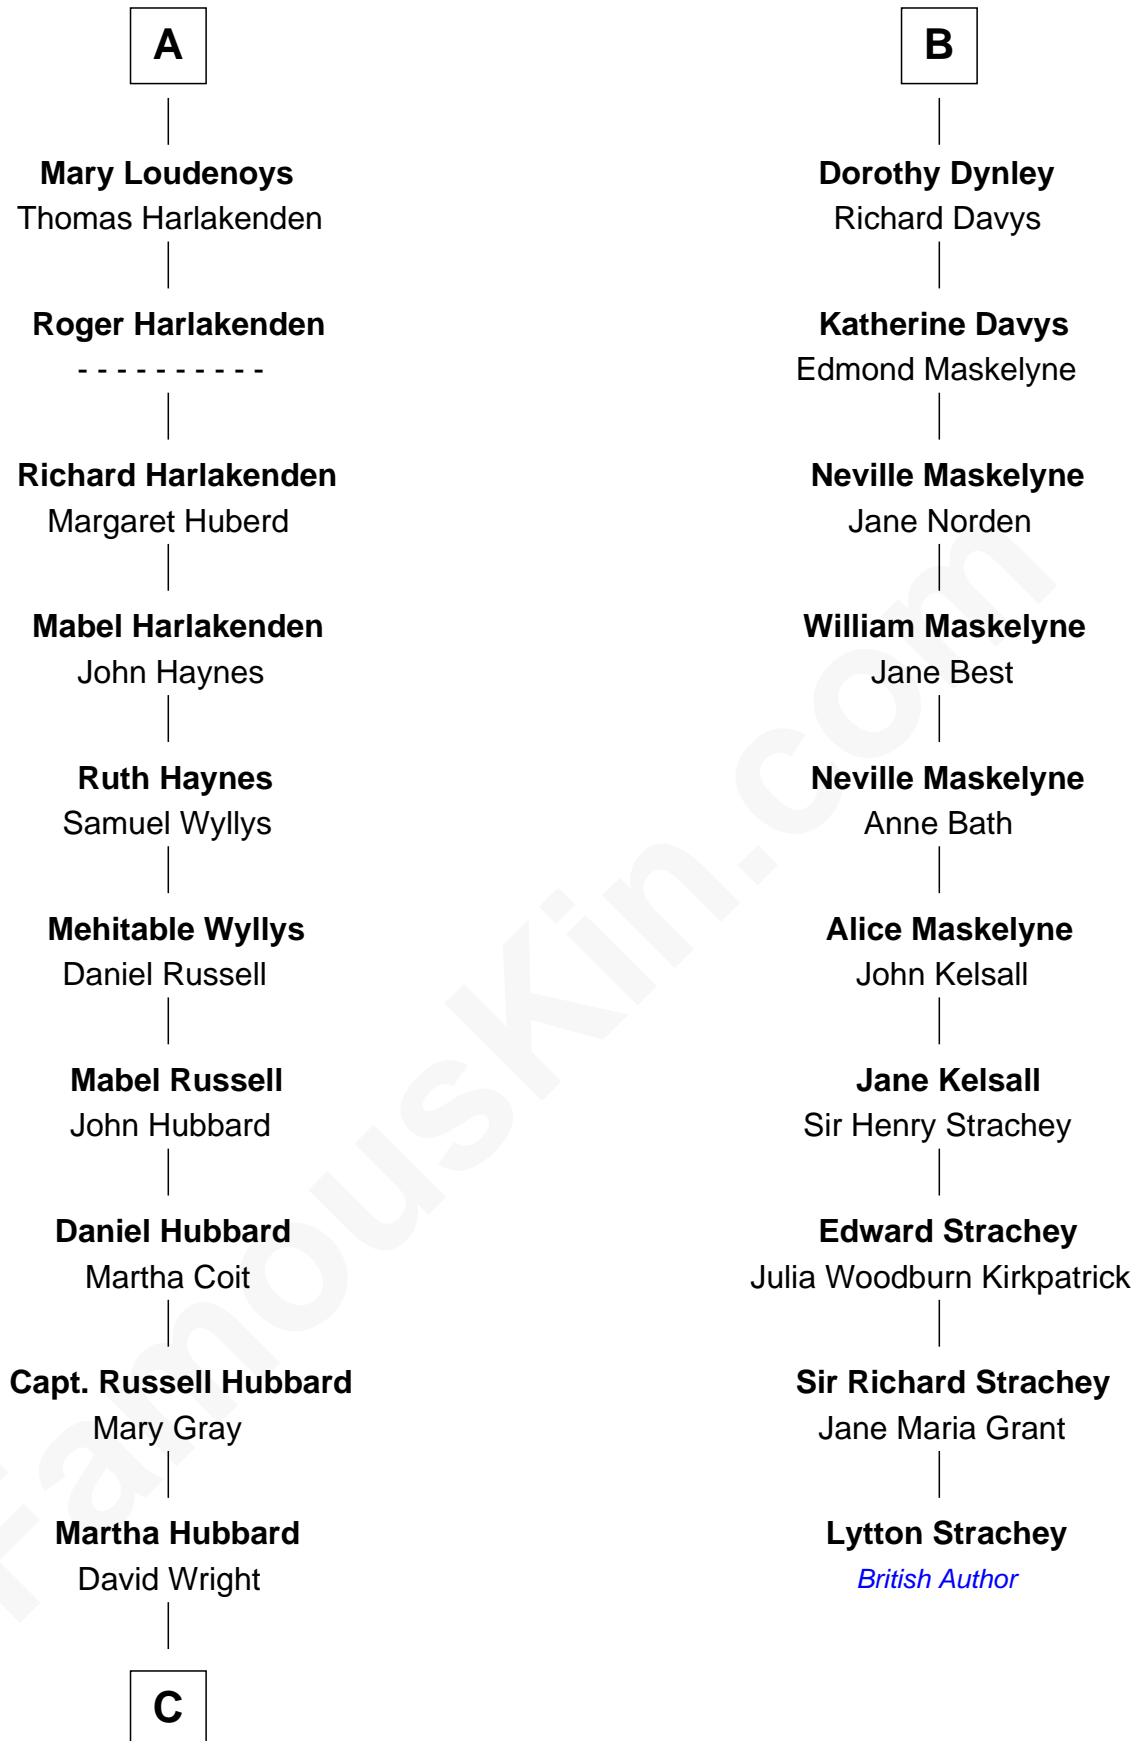 A
Mary Loudenoys
Thomas Harlakenden
Roger Harlakenden
- - - - - - - - - -
Richard Harlakenden
Margaret Huberd
Mabel Harlakenden
John Haynes
Ruth Haynes
Samuel Wyllys
Mehitable Wyllys
Daniel Russell
Mabel Russell
John Hubbard
Daniel Hubbard
Martha Coit
Capt. Russell Hubbard
Mary Gray
Martha Hubbard
David Wright
C
B
Dorothy Dynley
Richard Davys
Katherine Davys
Edmond Maskelyne
Neville Maskelyne
Jane Norden
William Maskelyne
Jane Best
Neville Maskelyne
Anne Bath
Alice Maskelyne
John Kelsall
Jane Kelsall
Sir Henry Strachey
Edward Strachey
Julia Woodburn Kirkpatrick
Sir Richard Strachey
Jane Maria Grant
Lytton Strachey
British Author
FamousKin.com